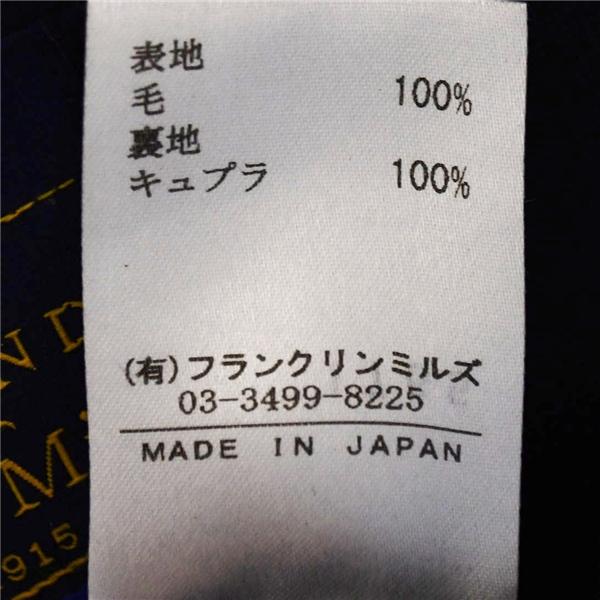 表地
毛 100%
裏地
キュプラ 100%
(有)フランクリンミルズ
03-3499-8225
MADE IN JAPAN
1915